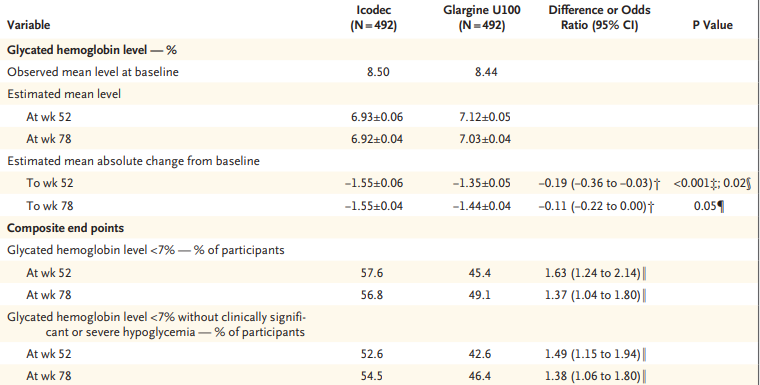 Variable Icodec (N=492) Glargine U100 (N=492) Difference or Odds Ratio (95% CI) P Value
Glycated hemoglobin level — %
Observed mean level at baseline 8.50 8.44
Estimated mean level
At wk 52 6.93±0.06 7.12±0.05
At wk 78 6.92±0.04 7.03±0.04
Estimated mean absolute change from baseline
To wk 52 −1.55±0.06 −1.35±0.05 −0.19 (−0.36 to −0.03)† <0.001‡; 0.02§
To wk 78 −1.55±0.04 −1.44±0.04 −0.11 (−0.22 to 0.00)† 0.05¶
Composite end points
Glycated hemoglobin level <7% — % of participants
At wk 52 57.6 45.4 1.63 (1.24 to 2.14)‖
At wk 78 56.8 49.1 1.37 (1.04 to 1.80)‖
Glycated hemoglobin level <7% without clinically signifi-
cant or severe hypoglycemia — % of participants
At wk 52 52.6 42.6 1.49 (1.15 to 1.94)‖
At wk 78 54.5 46.4 1.38 (1.06 to 1.80)‖